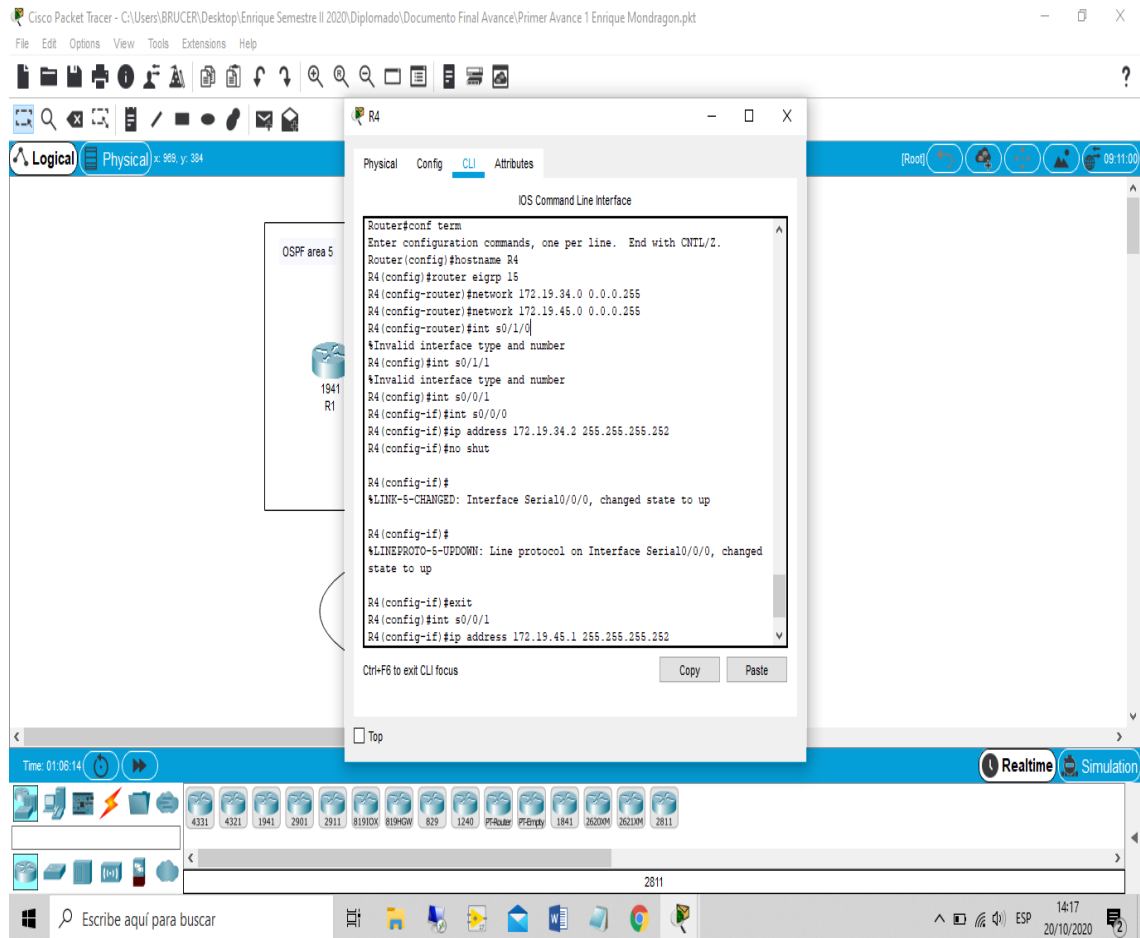 Cisco Packet Tracer - C:\Users\BRUCER\Desktop\Enrique Semestre II 2020\Diplomado\Documento Final Avance\Primer Avance 1 Enrique Mondragon.pkt
File Edit Options View Tools Extensions Help
Logical
Physical
x: 969, y: 384
[Root]
09:11:00
OSPF area 5
1941
R1
R4
Physical Config CLI Attributes
IOS Command Line Interface
Router#conf term
Enter configuration commands, one per line. End with CNTL/Z.
Router(config)#hostname R4
R4(config)#router eigrp 15
R4(config-router)#network 172.19.34.0 0.0.0.255
R4(config-router)#network 172.19.45.0 0.0.0.255
R4(config-router)#int s0/1/0
%Invalid interface type and number
R4(config)#int s0/1/1
%Invalid interface type and number
R4(config)#int s0/0/1
R4(config-if)#int s0/0/0
R4(config-if)#ip address 172.19.34.2 255.255.255.252
R4(config-if)#no shut
R4(config-if)#
%LINK-5-CHANGED: Interface Serial0/0/0, changed state to up
R4(config-if)#
%LINEPROTO-5-UPDOWN: Line protocol on Interface Serial0/0/0, changed
state to up
R4(config-if)#exit
R4(config)#int s0/0/1
R4(config-if)#ip address 172.19.45.1 255.255.255.252
Ctrl+F6 to exit CLI focus
Copy
Paste
Top
Time: 01:06:14
Realtime
Simulation
4331 4321 1941 2901 2911 819IOX 819HGW 829 1240 PT-Router PT-Empty 1841 2620XM 2621XM 2811
2811
Escribe aquí para buscar
ESP
14:17
20/10/2020
2